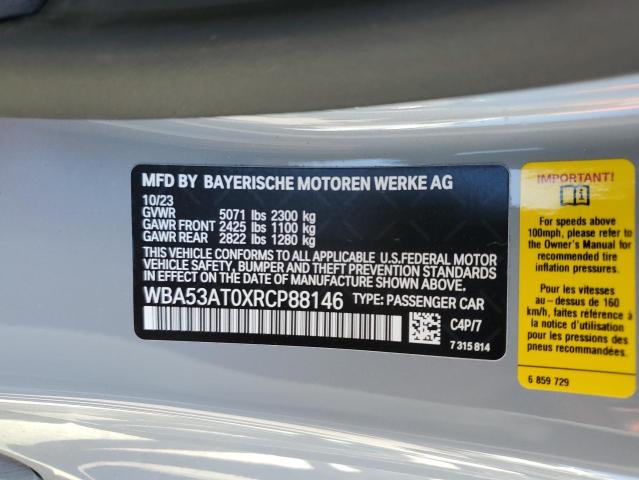 MFD BY BAYERISCHE MOTOREN WERKE AG
10/23
GVWR 5071 lbs 2300 kg
GAWR FRONT 2425 lbs 1100 kg
GAWR REAR 2822 lbs 1280 kg
THIS VEHICLE CONFORMS TO ALL APPLICABLE U.S.FEDERAL MOTOR
VEHICLE SAFETY, BUMPER, AND THEFT PREVENTION STANDARDS
IN EFFECT ON THE DATE OF MANUFACTURE SHOWN ABOVE.
WBA53AT0XRCP88146 TYPE: PASSENGER CAR
C4P/7
7 315 814
IMPORTANT!
For speeds above
100mph, please refer to
the Owner's Manual for
recommended tire
inflation pressures.
Pour les vitesses
au-dessus de 160
km/h, faites référence à
la notice d'utilisation
pour les pressions des
pneus recommandées.
6 859 729